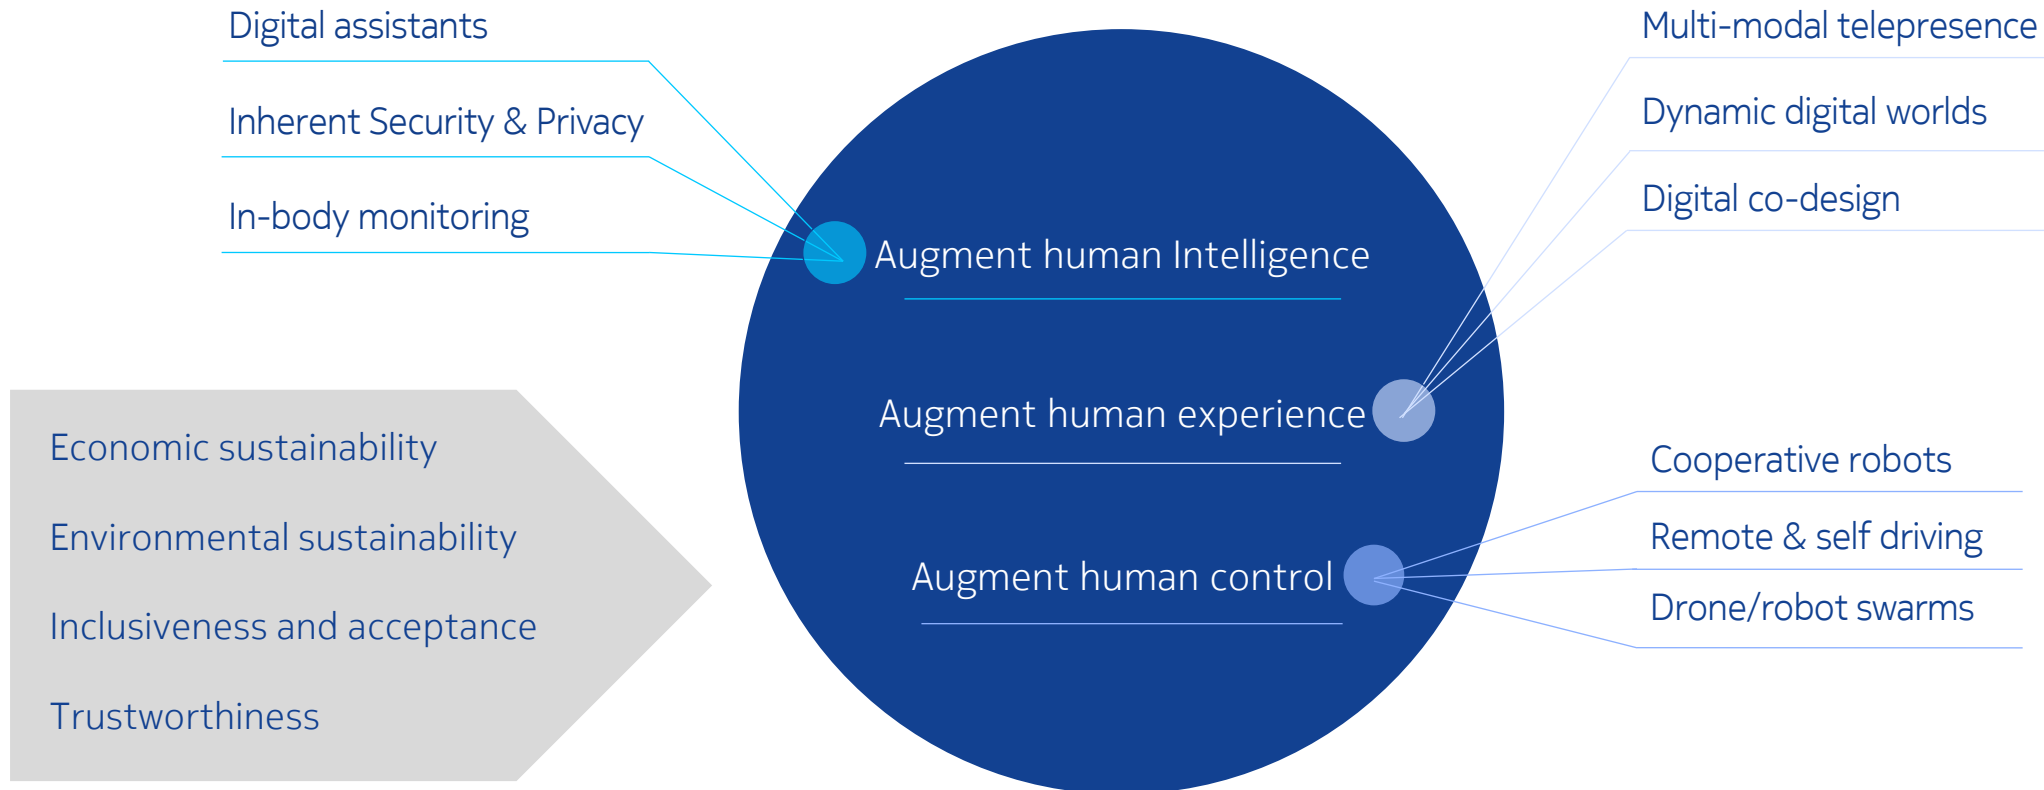 Digital assistants
Inherent Security & Privacy
In-body monitoring
Multi-modal telepresence
Dynamic digital worlds
Digital co-design
Augment human Intelligence
Augment human experience
Augment human control
Cooperative robots
Remote & self driving
Drone/robot swarms
Economic sustainability
Environmental sustainability
Inclusiveness and acceptance
Trustworthiness